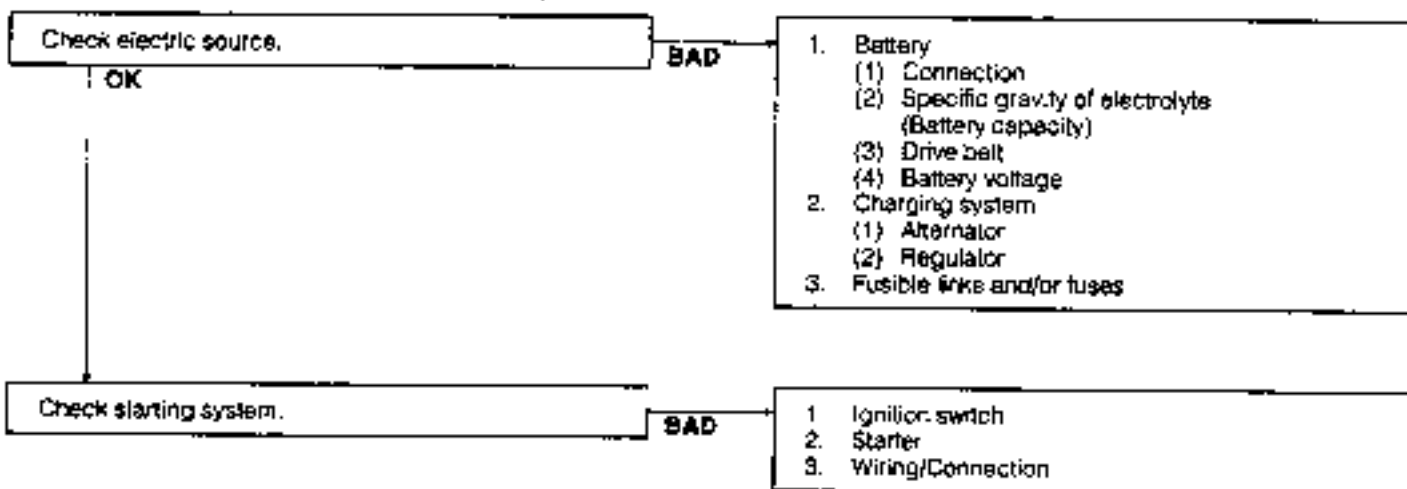 Check electric source.
BAD
OK
1. Battery
(1) Connection
(2) Specific gravity of electrolyte
(Battery capacity)
(3) Drive belt
(4) Battery voltage
2. Charging system
(1) Alternator
(2) Regulator
3. Fusible links and/or fuses
Check starting system.
BAD
1 Ignition switch
2. Starter
3. Wiring/Connection